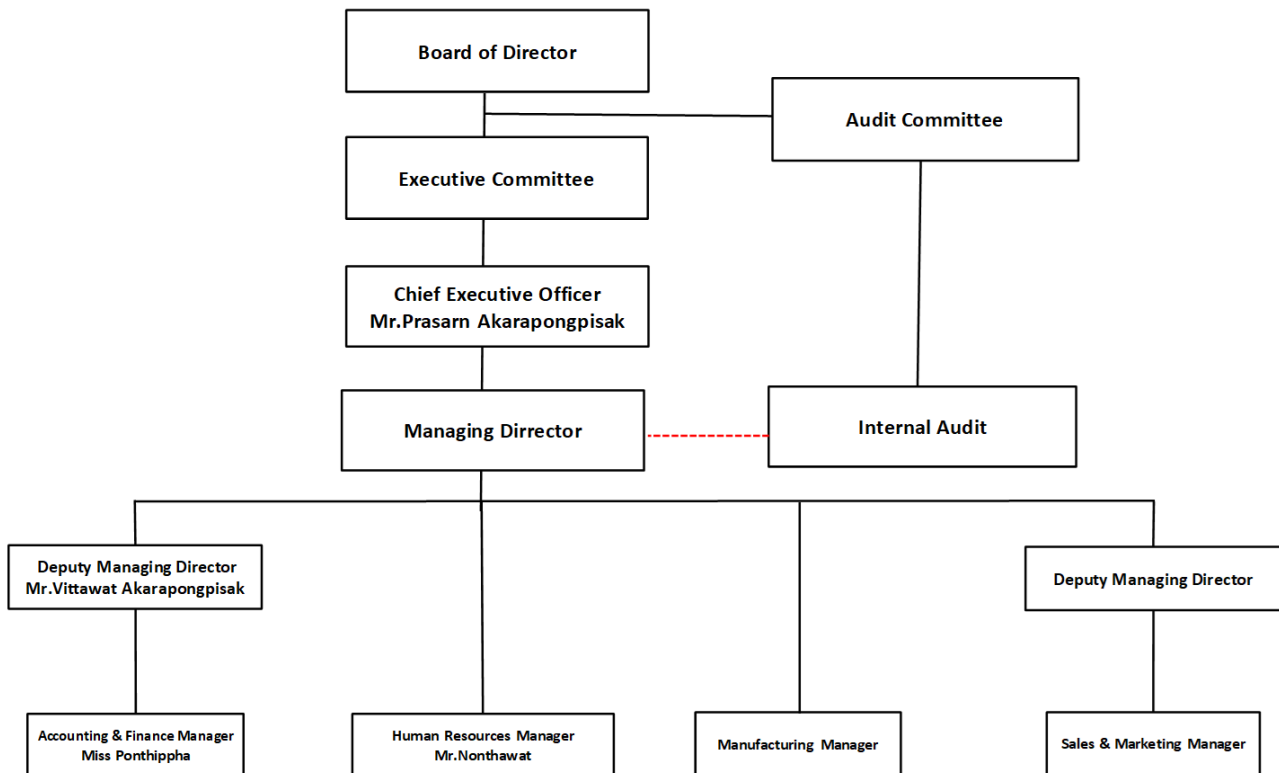 Board of Director
Audit Committee
Executive Committee
Chief Executive Officer
Mr.Prasarn Akarapongpisak
Managing Dirrector
Internal Audit
Deputy Managing Director
Mr.Vittawat Akarapongpisak
Deputy Managing Director
Accounting & Finance Manager
Miss Ponthippha
Human Resources Manager
Mr.Nonthawat
Manufacturing Manager
Sales & Marketing Manager